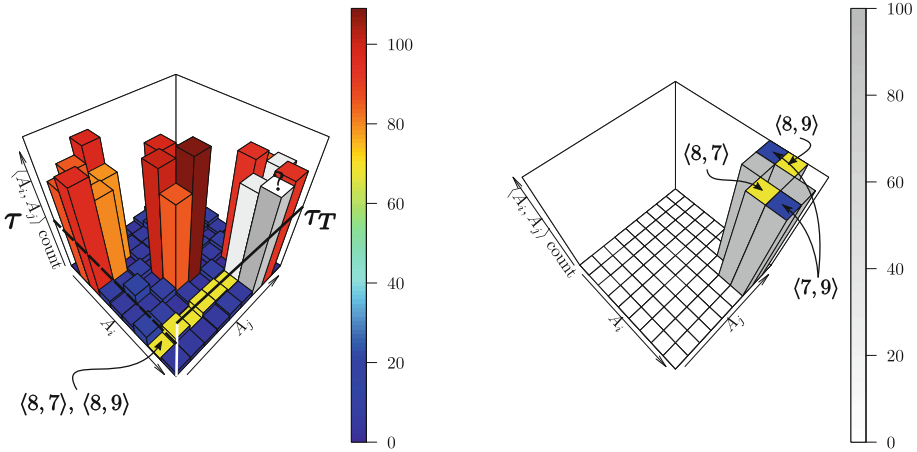 ⟨A_i, A_j⟩ count
τ
τ_T
?
A_i
A_j
⟨8, 7⟩, ⟨8, 9⟩
100
80
60
40
20
0
⟨A_i, A_j⟩ count
⟨8, 7⟩
⟨8, 9⟩
⟨7, 9⟩
A_i
A_j
100
80
60
40
20
0